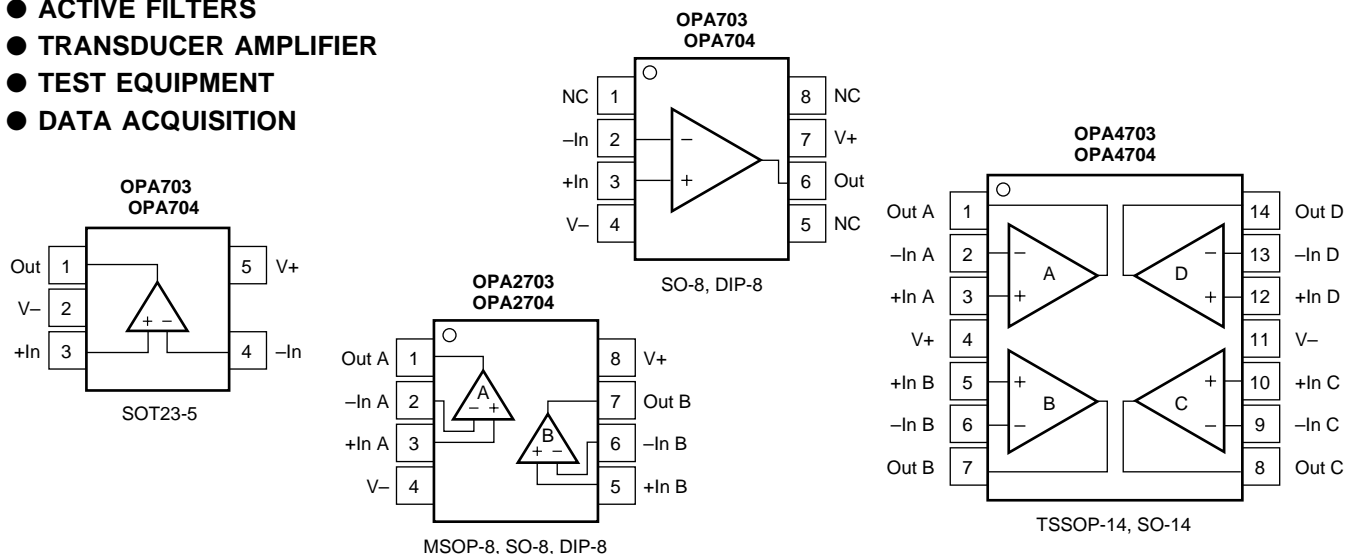 ● ACTIVE FILTERS
● TRANSDUCER AMPLIFIER
● TEST EQUIPMENT
● DATA ACQUISITION
OPA703
OPA704
Out 1
5 V+
V– 2
+In 3
4 –In
+ –
SOT23-5
OPA2703
OPA2704
Out A 1
8 V+
–In A 2
7 Out B
+In A 3
6 –In B
V– 4
5 +In B
A
– +
B
+ –
MSOP-8, SO-8, DIP-8
OPA703
OPA704
NC 1
8 NC
–In 2
7 V+
+In 3
6 Out
V– 4
5 NC
–
+
SO-8, DIP-8
OPA4703
OPA4704
Out A 1
14 Out D
–In A 2
– –
13 –In D
A D
+In A 3
+ +
12 +In D
V+ 4
11 V–
+In B 5
+ +
10 +In C
B C
–In B 6
– –
9 –In C
Out B 7
8 Out C
TSSOP-14, SO-14